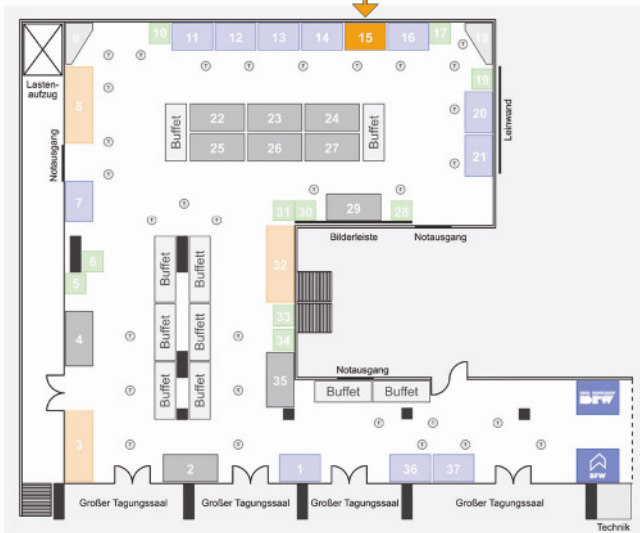 9
10
11
12
13
14
15
16
17
18
Lasten-
aufzug
8
19
20
Leinwand
Buffet
22
23
24
Buffet
25
26
27
21
Notausgang
7
31
30
29
28
Bilderleiste
Notausgang
6
5
Buffet
Buffett
32
4
Buffet
Buffett
33
34
Buffet
Buffet
35
Notausgang
Buffet
Buffet
BFW
3
2
1
36
37
BFW
Großer Tagungssaal
Großer Tagungssaal
Großer Tagungssaal
Großer Tagungssaal
Technik